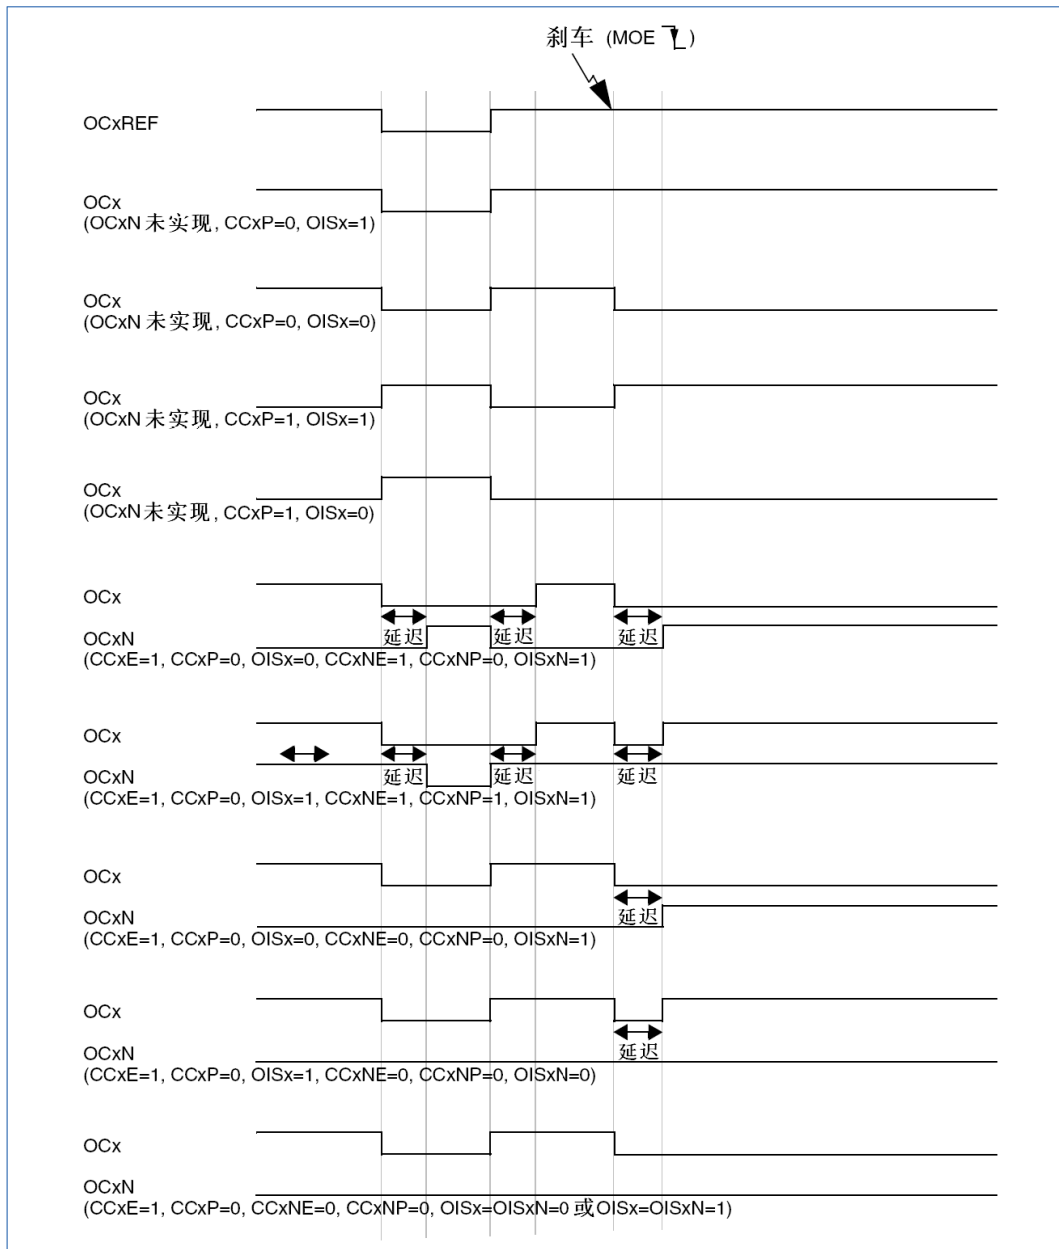 刹车 (MOE )
OCxREF
OCx
(OCxN 未实现, CCxP=0, OISx=1)
OCx
(OCxN 未实现, CCxP=0, OISx=0)
OCx
(OCxN 未实现, CCxP=1, OISx=1)
OCx
(OCxN 未实现, CCxP=1, OISx=0)
OCx
延迟 延迟 延迟
OCxN
(CCxE=1, CCxP=0, OISx=0, CCxNE=1, CCxNP=0, OISxN=1)
OCx
延迟 延迟 延迟
OCxN
(CCxE=1, CCxP=0, OISx=1, CCxNE=1, CCxNP=1, OISxN=1)
OCx
延迟
OCxN
(CCxE=1, CCxP=0, OISx=0, CCxNE=0, CCxNP=0, OISxN=1)
OCx
延迟
OCxN
(CCxE=1, CCxP=0, OISx=1, CCxNE=0, CCxNP=0, OISxN=0)
OCx
OCxN
(CCxE=1, CCxP=0, CCxNE=0, CCxNP=0, OISx=OISxN=0 或OISx=OISxN=1)